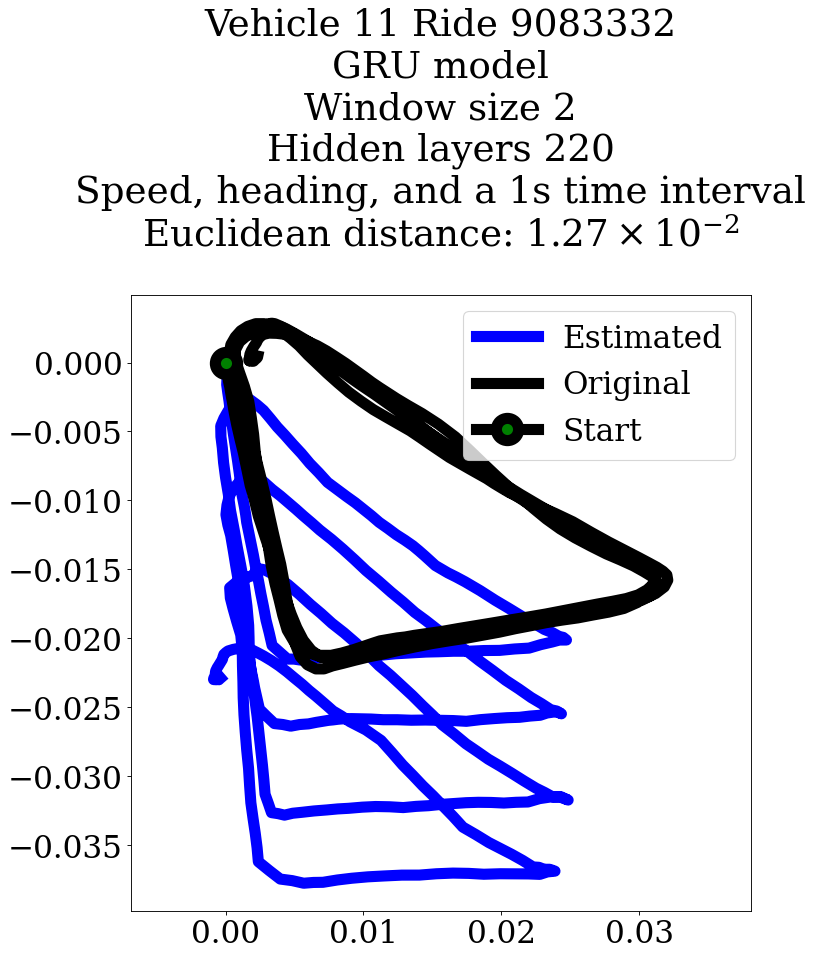 Vehicle 11 Ride 9083332
GRU model
Window size 2
Hidden layers 220
Speed, heading, and a 1s time interval
Euclidean distance: 1.27 × 10⁻²
Estimated
Original
Start
0.000
−0.005
−0.010
−0.015
−0.020
−0.025
−0.030
−0.035
0.00 0.01 0.02 0.03